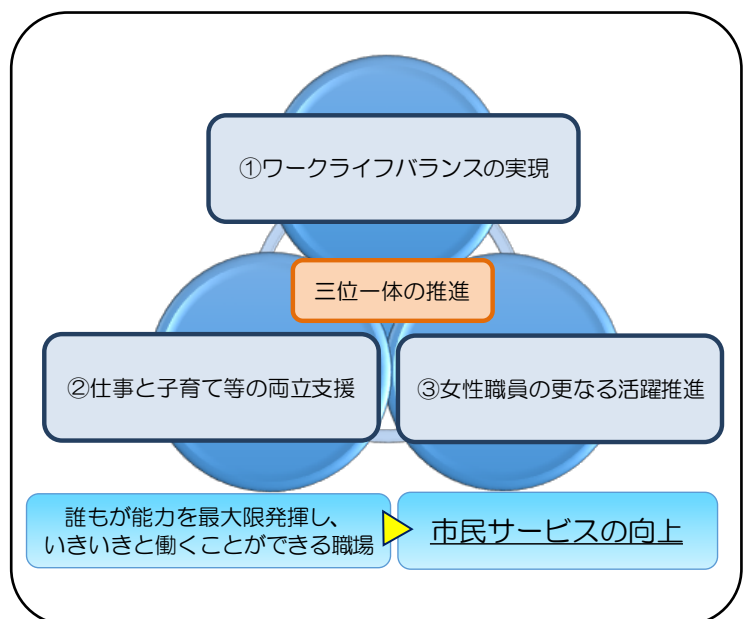 ①ワークライフバランスの実現
三位一体の推進
②仕事と子育て等の両立支援
③女性職員の更なる活躍推進
誰もが能力を最大限発揮し、
いきいきと働くことができる職場
市民サービスの向上